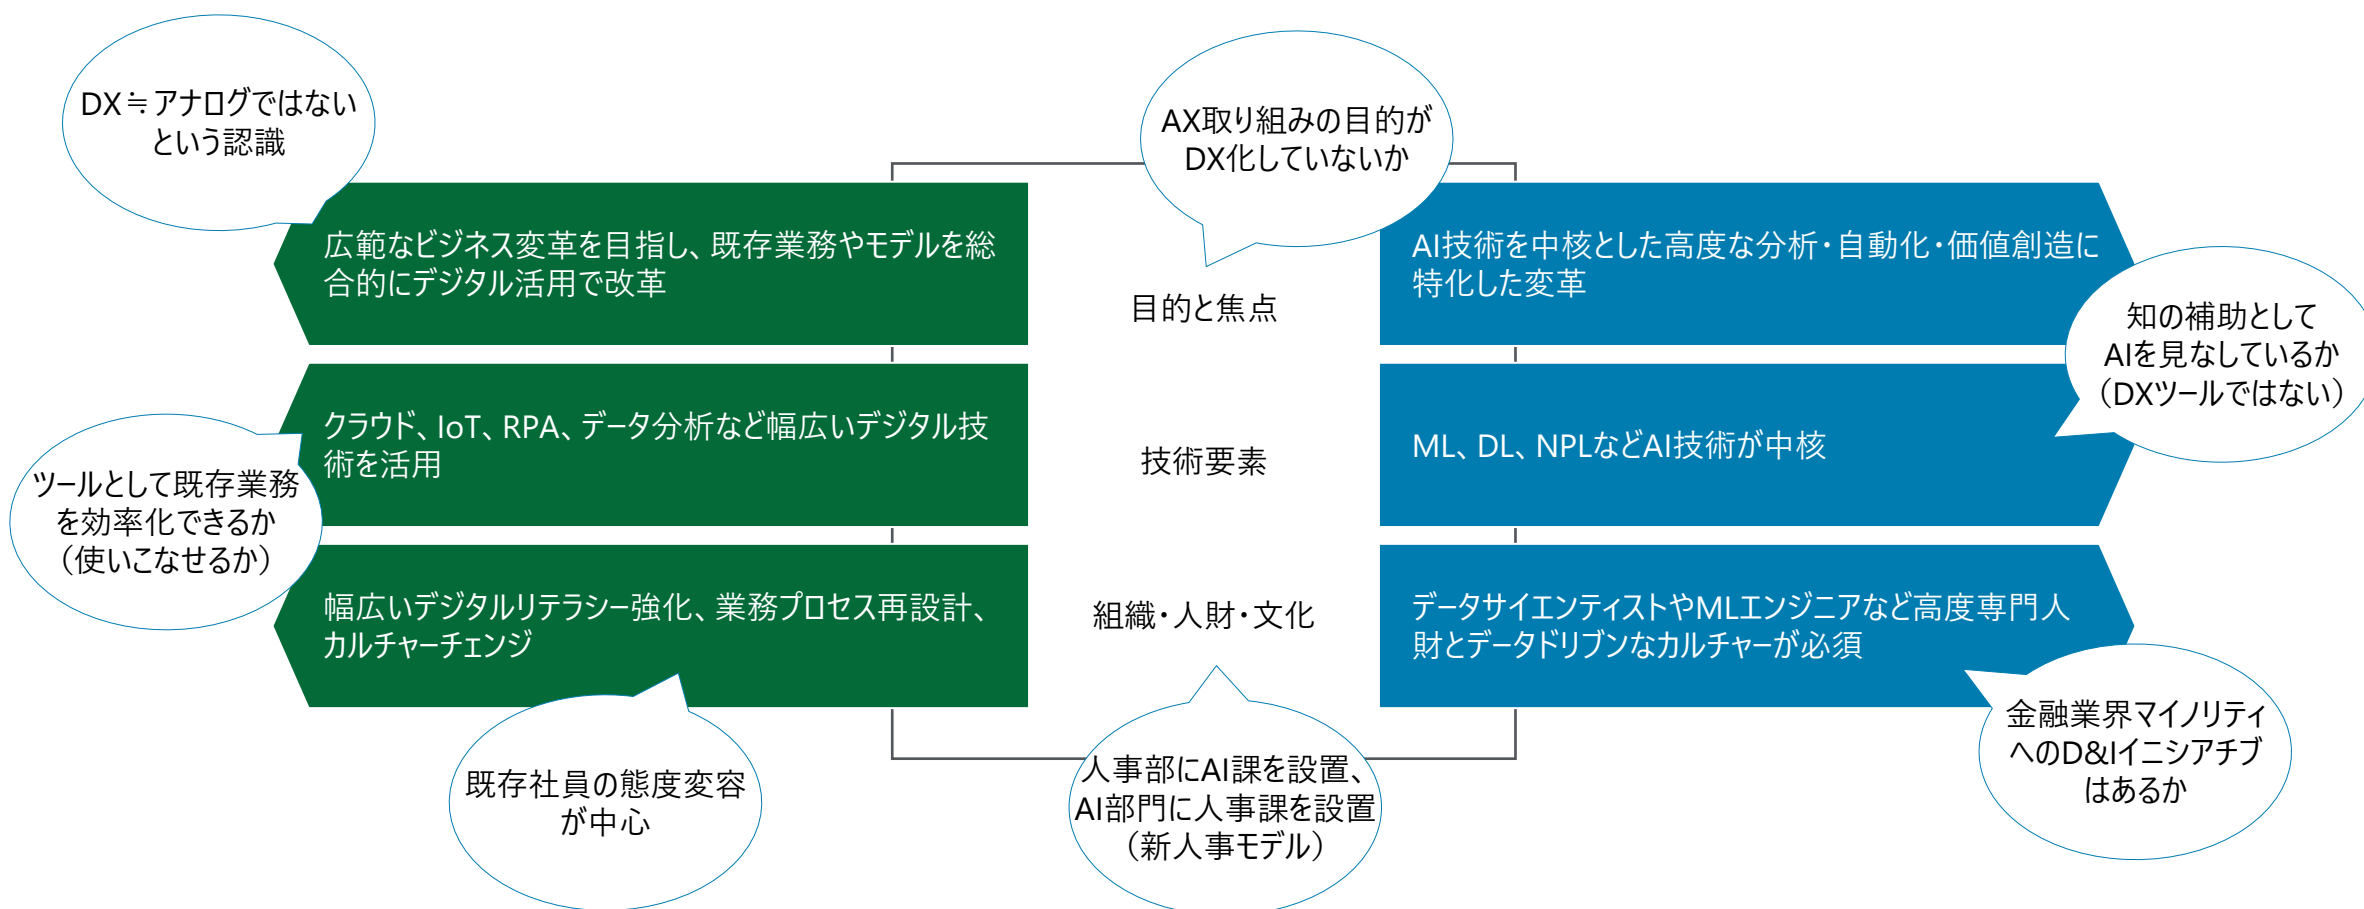 DX≒アナログではない
という認識
AX取り組みの目的が
DX化していないか
広範なビジネス変革を目指し、既存業務やモデルを総
合的にデジタル活用で改革
目的と焦点
AI技術を中核とした高度な分析・自動化・価値創造に
特化した変革
知の補助として
AIを見なしているか
（DXツールではない）
クラウド、IoT、RPA、データ分析など幅広いデジタル技
術を活用
技術要素
ML、DL、NPLなどAI技術が中核
ツールとして既存業務
を効率化できるか
（使いこなせるか）
幅広いデジタルリテラシー強化、業務プロセス再設計、
カルチャーチェンジ
組織・人財・文化
データサイエンティストやMLエンジニアなど高度専門人
財とデータドリブンなカルチャーが必須
既存社員の態度変容
が中心
人事部にAI課を設置、
AI部門に人事課を設置
（新人事モデル）
金融業界マイノリティ
へのD&Iイニシアチブ
はあるか